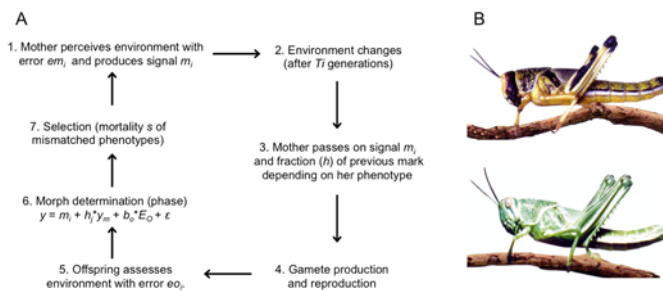 A
B
1. Mother perceives environment with
error emi and produces signal mi
2. Environment changes
(after Ti generations)
3. Mother passes on signal mi
and fraction (h) of previous mark
depending on her phenotype
4. Gamete production
and reproduction
5. Offspring assesses
environment with error eoi.
6. Morph determination (phase)
y = mi + hj*ym + bo*EO + ε
7. Selection (mortality s of
mismatched phenotypes)